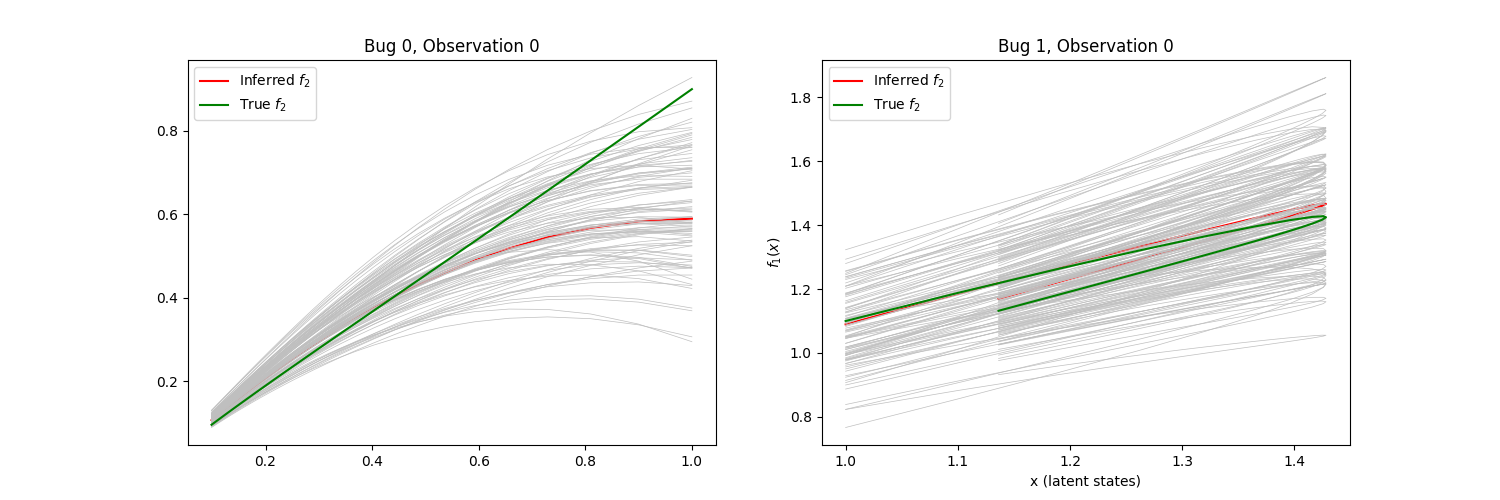 Bug 0, Observation 0
Inferred f₂
True f₂
0.8
0.6
0.4
0.2
0.2 0.4 0.6 0.8 1.0
Bug 1, Observation 0
Inferred f₂
True f₂
f₁(x)
1.8
1.6
1.4
1.2
1.0
0.8
1.0 1.1 1.2 1.3 1.4
x (latent states)